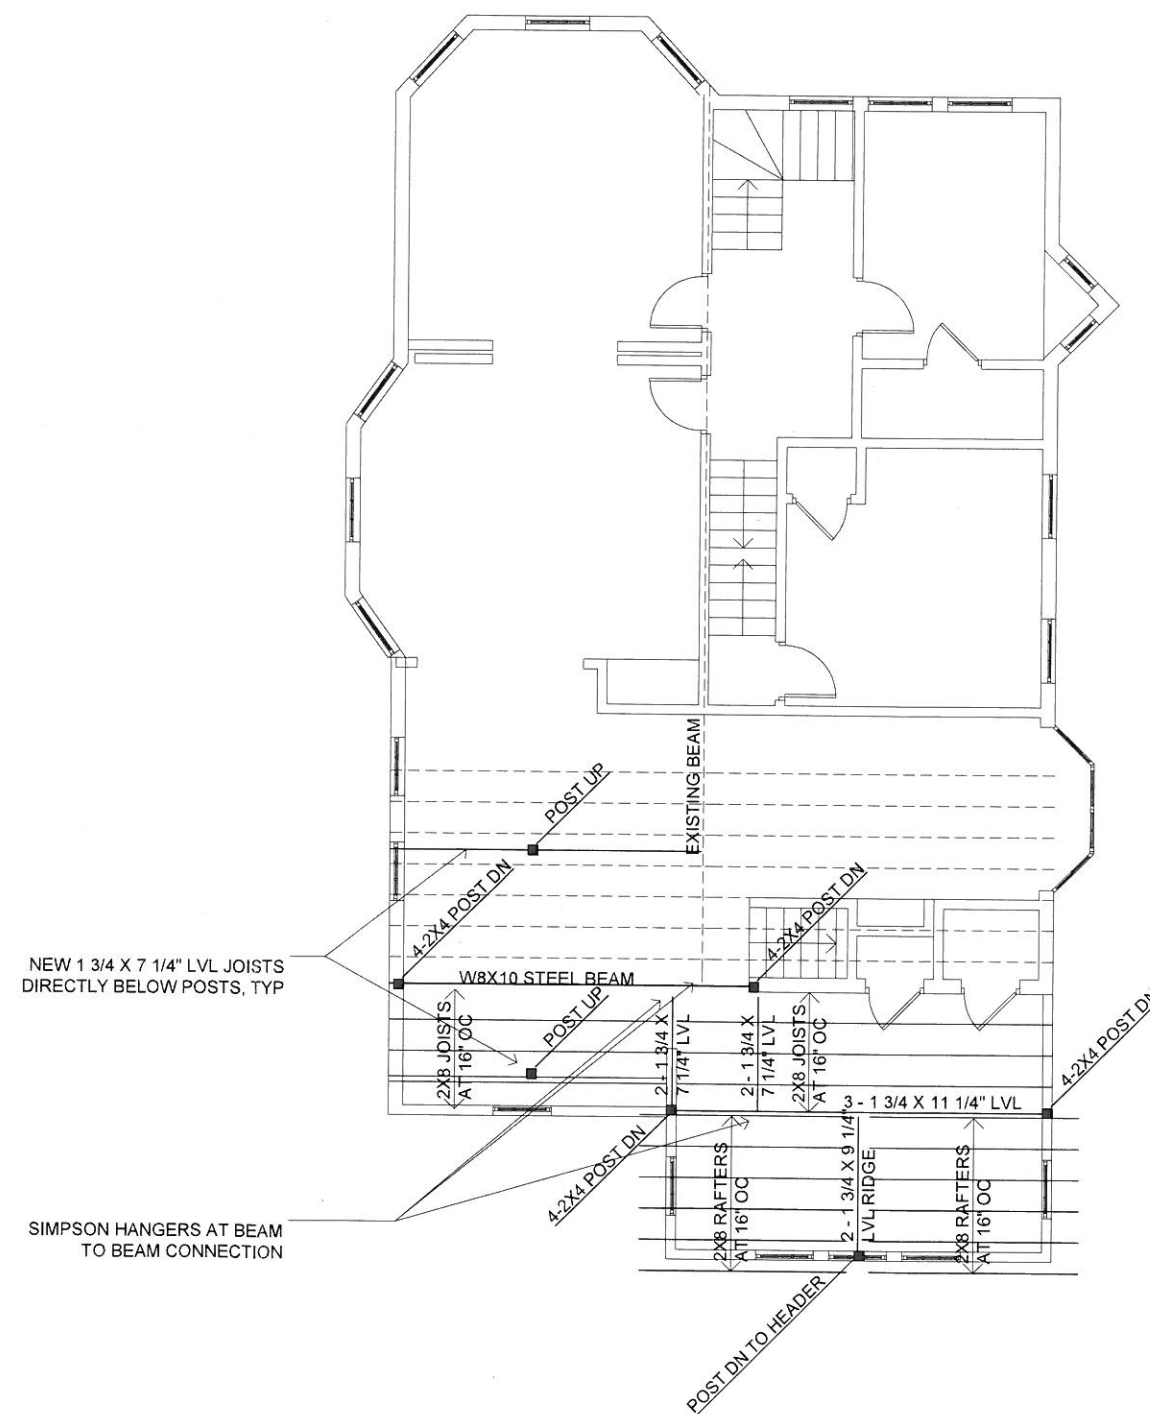 EXISTING BEAM
POST UP
4-2X4 POST DN
4-2X4 POST DN
NEW 1 3/4 X 7 1/4" LVL JOISTS
DIRECTLY BELOW POSTS, TYP
W8X10 STEEL BEAM
POST UP
2X8 JOISTS
AT 16" OC
2 - 1 3/4 X
7 1/4" LVL
2 - 1 3/4 X
7 1/4" LVL
2X8 JOISTS
AT 16" OC
4-2X4 POST DN
3 - 1 3/4 X 11 1/4" LVL
4-2X4 POST DN
2X8 RAFTERS
AT 16" OC
2 - 1 3/4 X 9 1/4"
LVL RIDGE
2X8 RAFTERS
AT 16" OC
SIMPSON HANGERS AT BEAM
TO BEAM CONNECTION
POST DN TO HEADER